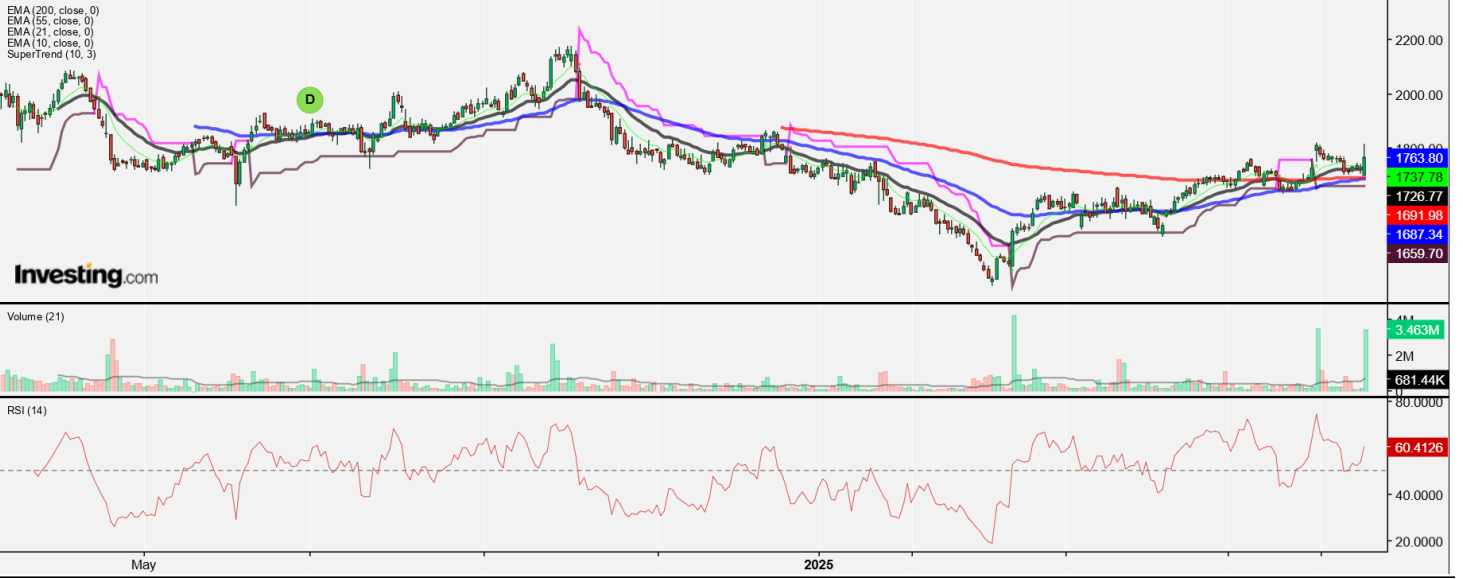 EMA (200, close, 0)
EMA (55, close, 0)
EMA (21, close, 0)
EMA (10, close, 0)
SuperTrend (10, 3)
D
2200.00
2000.00
1800.00
1763.80
1737.78
1726.77
1691.98
1687.34
1659.70
Investing.com
Volume (21)
4M
3.463M
2M
681.44K
0
RSI (14)
80.0000
60.4126
40.0000
20.0000
May
2025